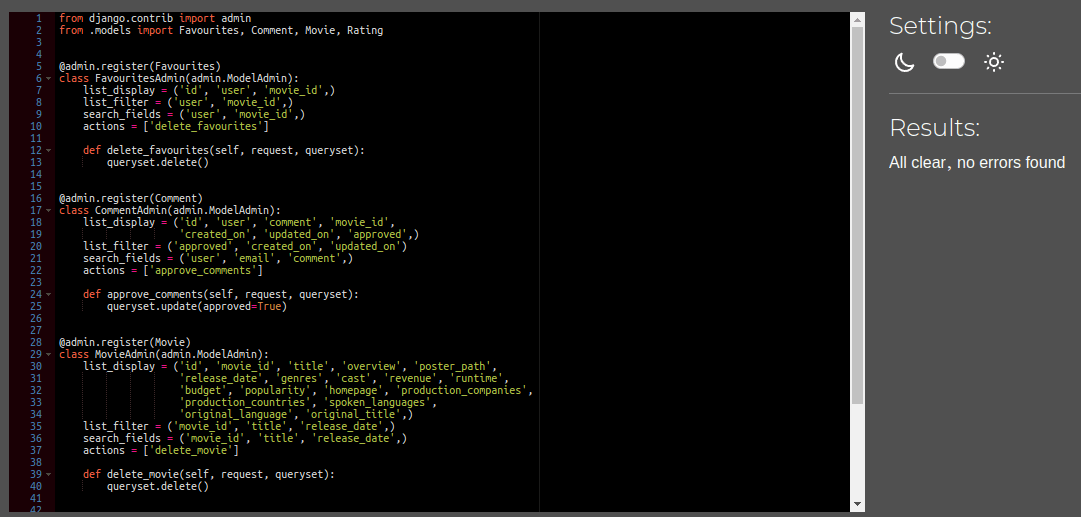 1 from django.contrib import admin
2 from .models import Favourites, Comment, Movie, Rating
3
4
5 @admin.register(Favourites)
6 class FavouritesAdmin(admin.ModelAdmin):
7     list_display = ('id', 'user', 'movie_id',)
8     list_filter = ('user', 'movie_id',)
9     search_fields = ('user', 'movie_id',)
10     actions = ['delete_favourites']
11
12     def delete_favourites(self, request, queryset):
13         queryset.delete()
14
15
16 @admin.register(Comment)
17 class CommentAdmin(admin.ModelAdmin):
18     list_display = ('id', 'user', 'comment', 'movie_id',
19                     'created_on', 'updated_on', 'approved',)
20     list_filter = ('approved', 'created_on', 'updated_on')
21     search_fields = ('user', 'email', 'comment',)
22     actions = ['approve_comments']
23
24     def approve_comments(self, request, queryset):
25         queryset.update(approved=True)
26
27
28 @admin.register(Movie)
29 class MovieAdmin(admin.ModelAdmin):
30     list_display = ('id', 'movie_id', 'title', 'overview', 'poster_path',
31                     'release_date', 'genres', 'cast', 'revenue', 'runtime',
32                     'budget', 'popularity', 'homepage', 'production_companies',
33                     'production_countries', 'spoken_languages',
34                     'original_language', 'original_title',)
35     list_filter = ('movie_id', 'title', 'release_date',)
36     search_fields = ('movie_id', 'title', 'release_date',)
37     actions = ['delete_movie']
38
39     def delete_movie(self, request, queryset):
40         queryset.delete()
41
42
Settings:
Results:
All clear, no errors found